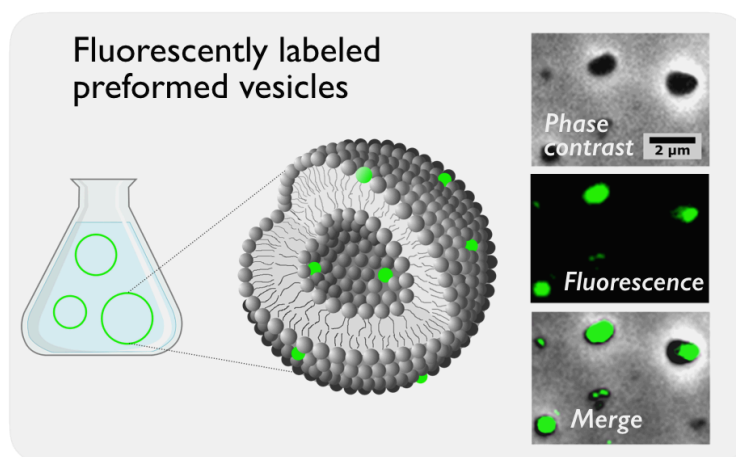 Fluorescently labeled
preformed vesicles
Phase
contrast
2 µm
Fluorescence
Merge